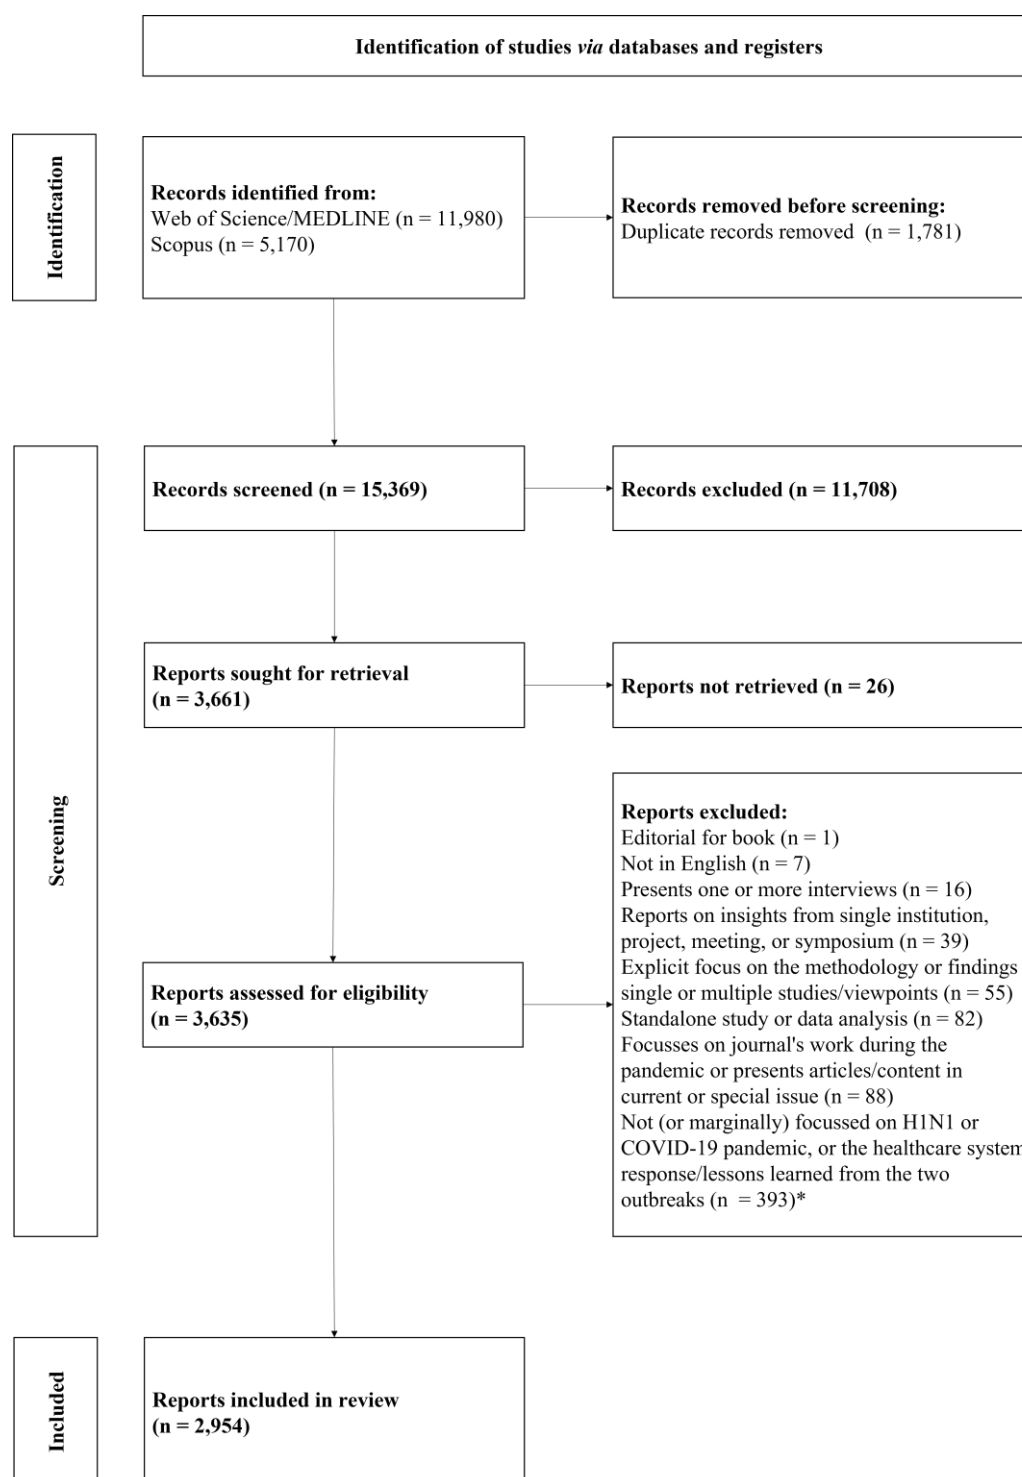 Identification of studies via databases and registers
Identification
Records identified from:
Web of Science/MEDLINE (n = 11,980)
Scopus (n = 5,170)
Records removed before screening:
Duplicate records removed  (n = 1,781)
Screening
Records screened (n = 15,369)
Records excluded (n = 11,708)
Reports sought for retrieval
(n = 3,661)
Reports not retrieved (n = 26)
Reports assessed for eligibility
(n = 3,635)
Reports excluded:
Editorial for book (n = 1)
Not in English (n = 7)
Presents one or more interviews (n = 16)
Reports on insights from single institution,
project, meeting, or symposium (n = 39)
Explicit focus on the methodology or findings
single or multiple studies/viewpoints (n = 55)
Standalone study or data analysis (n = 82)
Focusses on journal's work during the
pandemic or presents articles/content in
current or special issue (n = 88)
Not (or marginally) focussed on H1N1 or
COVID-19 pandemic, or the healthcare system
response/lessons learned from the two
outbreaks (n  = 393)*
Included
Reports included in review
(n = 2,954)